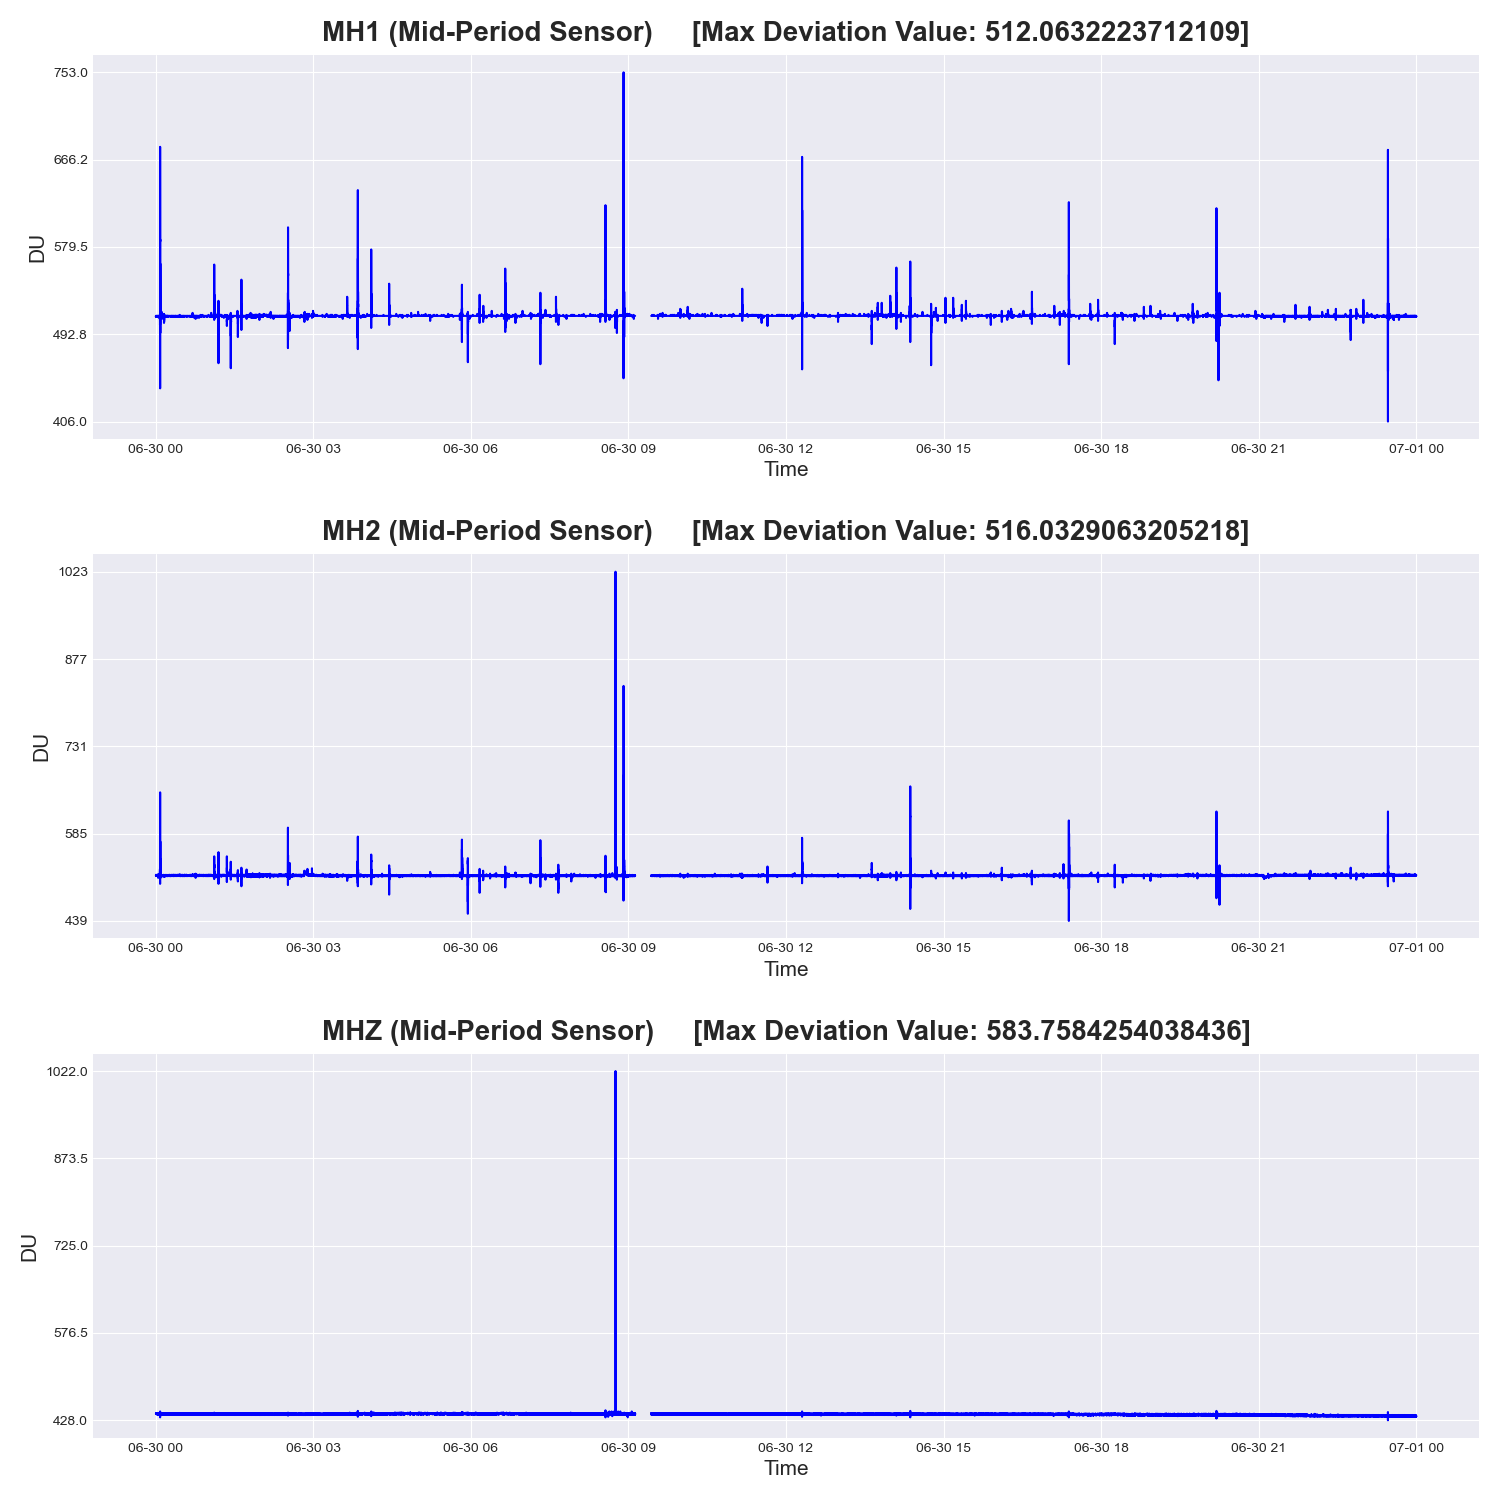 MH1 (Mid-Period Sensor) [Max Deviation Value: 512.0632223712109]
753.0
666.2
579.5
492.8
406.0
DU
06-30 00 06-30 03 06-30 06 06-30 09 06-30 12 06-30 15 06-30 18 06-30 21 07-01 00
Time
MH2 (Mid-Period Sensor) [Max Deviation Value: 516.0329063205218]
1023
877
731
585
439
DU
06-30 00 06-30 03 06-30 06 06-30 09 06-30 12 06-30 15 06-30 18 06-30 21 07-01 00
Time
MHZ (Mid-Period Sensor) [Max Deviation Value: 583.7584254038436]
1022.0
873.5
725.0
576.5
428.0
DU
06-30 00 06-30 03 06-30 06 06-30 09 06-30 12 06-30 15 06-30 18 06-30 21 07-01 00
Time